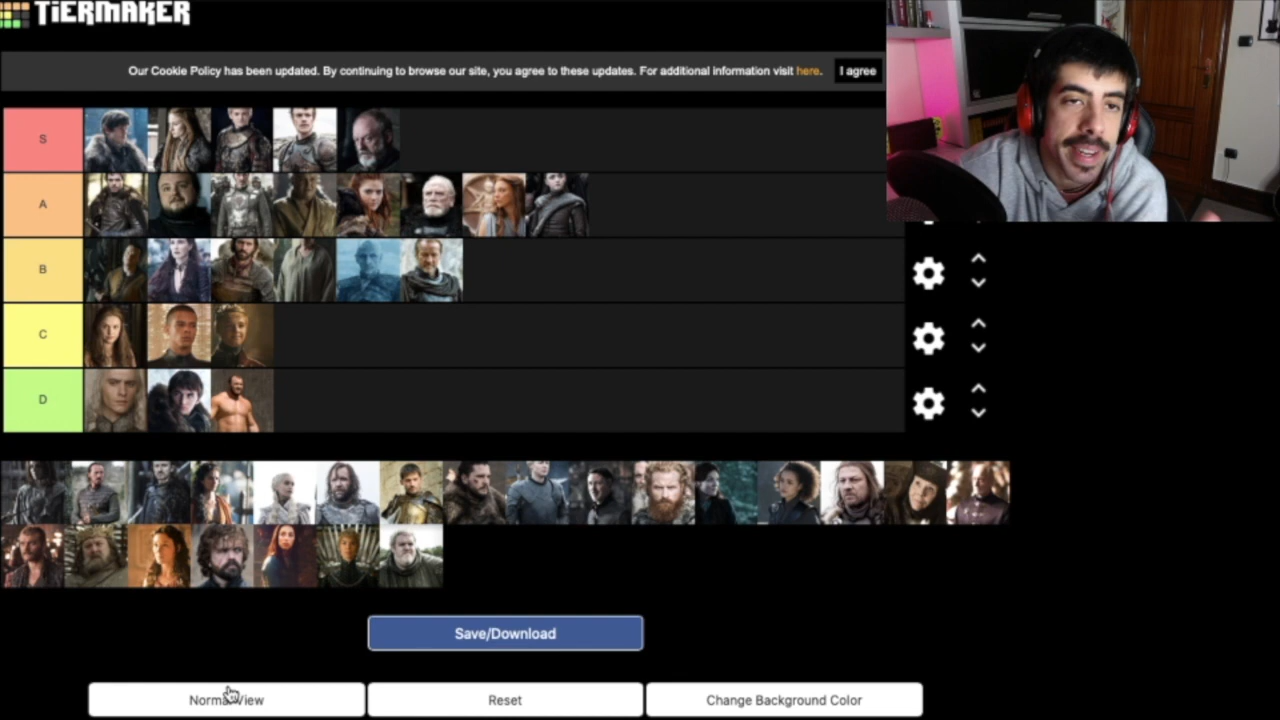 TiERMAKER
Our Cookie Policy has been updated. By continuing to browse our site, you agree to these updates. For additional information visit here. I agree
S
A
B
C
D
Save/Download
Normal View Reset Change Background Color